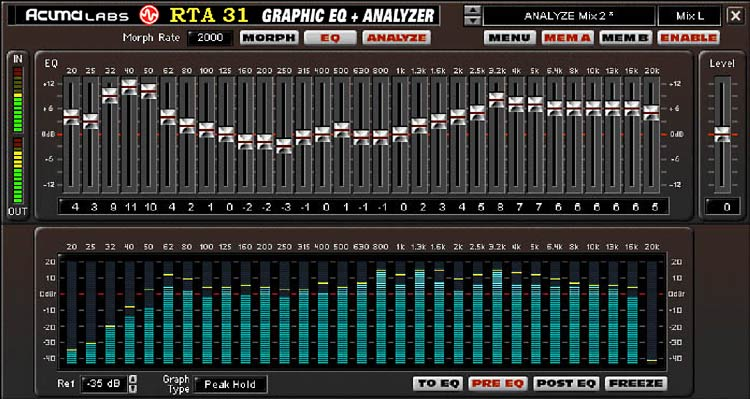 Acuma LABS RTA 31 GRAPHIC EQ + ANALYZER ANALYZE Mix 2 * Mix L X
Morph Rate 2000 MORPH EQ ANALYZE MENU MEM A MEM B ENABLE
IN EQ Level
20 25 32 40 50 62 80 100 125 160 200 250 315 400 500 630 800 1k 1.3k 1.6k 2k 2.5k 3.2k 4k 5k 6.4k 8k 10k 13k 16k 20k
+12 +12
+6 +6
0dB 0dB
-6 -6
-12 -12
OUT 4 3 9 11 10 4 2 1 0 -2 -2 -3 -1 0 1 -1 -1 0 2 3 4 5 8 7 7 6 6 6 6 6 5 0
20 25 32 40 50 62 80 100 125 160 200 250 315 400 500 630 800 1k 1.3k 1.6k 2k 2.5k 3.2k 4k 5k 6.4k 8k 10k 13k 16k 20k
20 20
10 10
0dBr 0dBr
-10 -10
-20 -20
-30 -30
-40 -40
Ref -35 dB Graph Type Peak Hold TO EQ PRE EQ POST EQ FREEZE